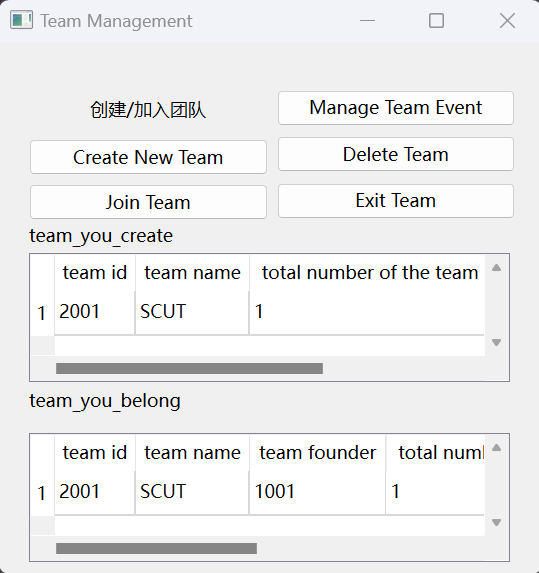 Team Management
创建/加入团队
Manage Team Event
Create New Team
Delete Team
Join Team
Exit Team
team_you_create
team id team name total number of the team
1 2001 SCUT 1
team_you_belong
team id team name team founder total num
1 2001 SCUT 1001 1